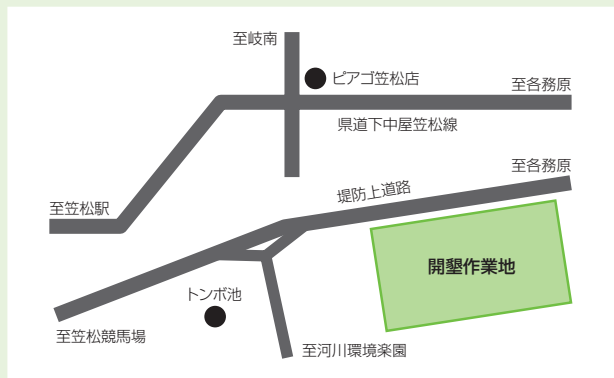 至岐南
ピアゴ笠松店
至各務原
県道下中屋笠松線
至各務原
堤防上道路
至笠松駅
開墾作業地
トンボ池
至笠松競馬場
至河川環境楽園